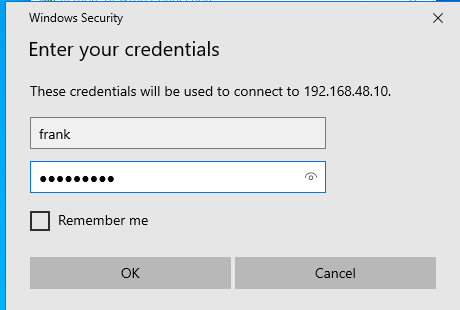 Windows Security
Enter your credentials
These credentials will be used to connect to 192.168.48.10.
frank
●●●●●●●●●
Remember me
OK
Cancel